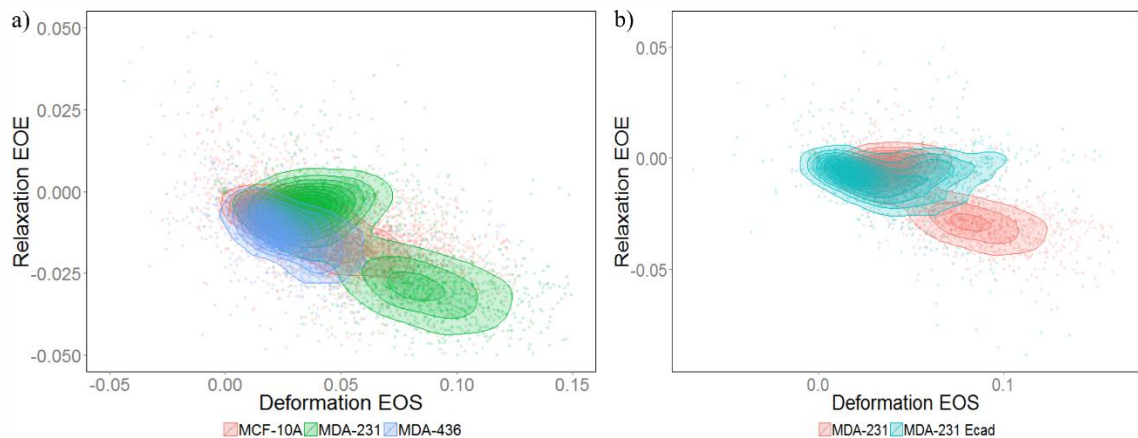 a)
0.050
0.025
0.000
-0.025
-0.050
Relaxation EOE
-0.05 0.00 0.05 0.10 0.15
Deformation EOS
MCF-10A MDA-231 MDA-436
b)
0.05
0.00
-0.05
Relaxation EOE
0.0 0.1
Deformation EOS
MDA-231 MDA-231 Ecad